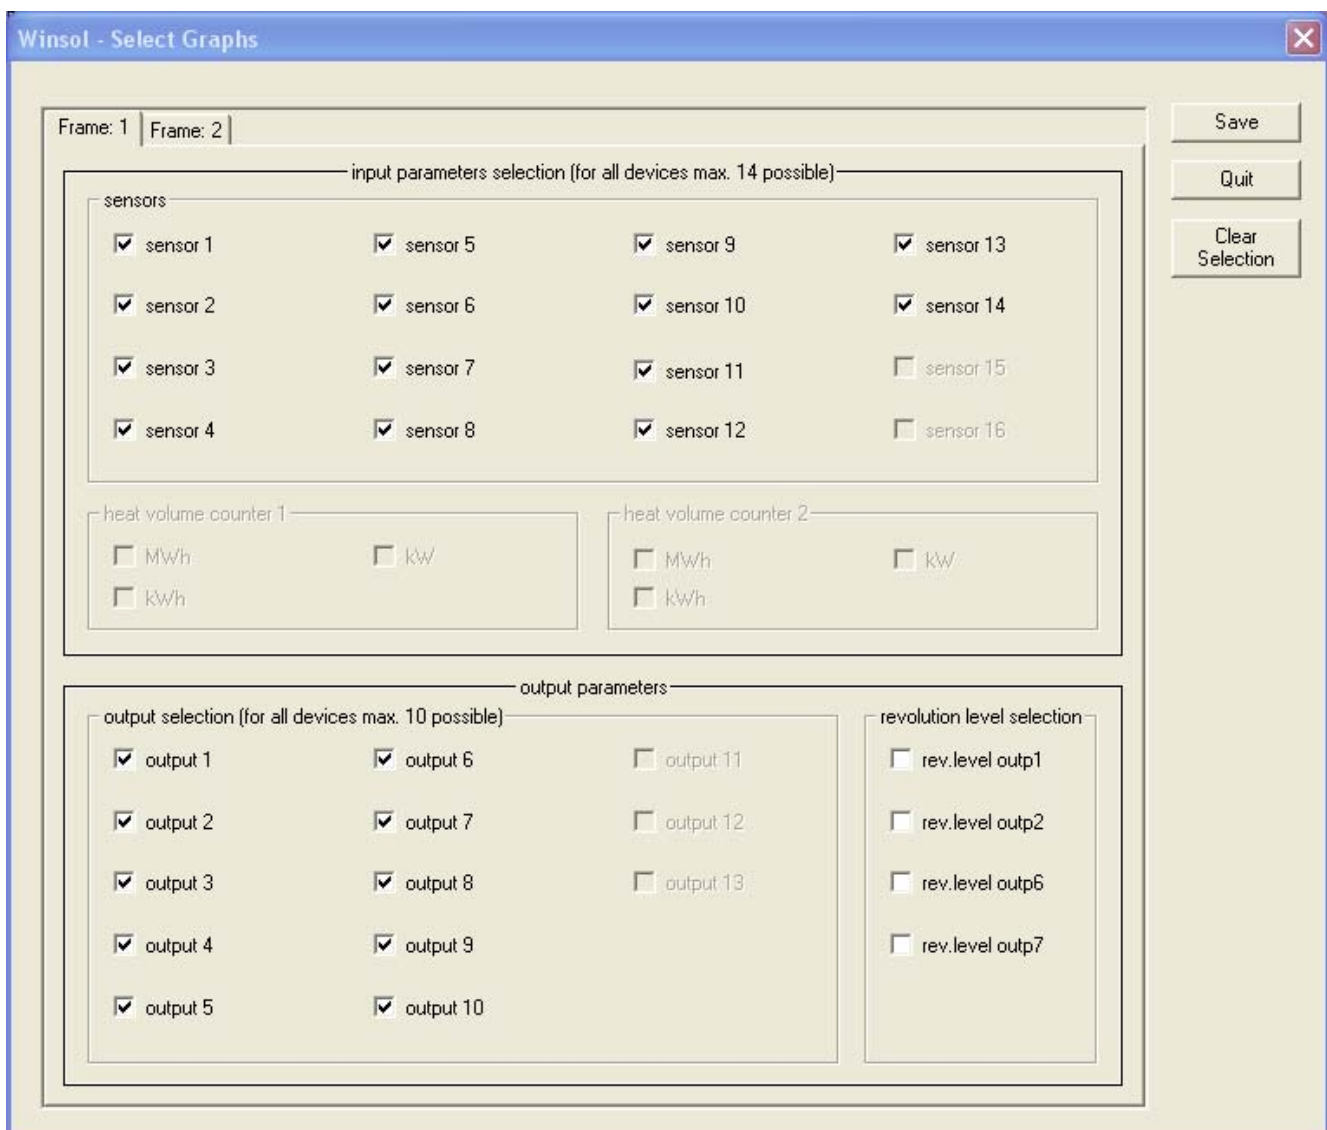 Winsol - Select Graphs
Frame: 1
Frame: 2
Save
Quit
Clear
Selection
input parameters selection (for all devices max. 14 possible)
sensors
sensor 1
sensor 5
sensor 9
sensor 13
sensor 2
sensor 6
sensor 10
sensor 14
sensor 3
sensor 7
sensor 11
sensor 15
sensor 4
sensor 8
sensor 12
sensor 16
heat volume counter 1
MWh
kW
kWh
heat volume counter 2
MWh
kW
kWh
output parameters
output selection (for all devices max. 10 possible)
output 1
output 6
output 11
output 2
output 7
output 12
output 3
output 8
output 13
output 4
output 9
output 5
output 10
revolution level selection
rev.level outp1
rev.level outp2
rev.level outp6
rev.level outp7